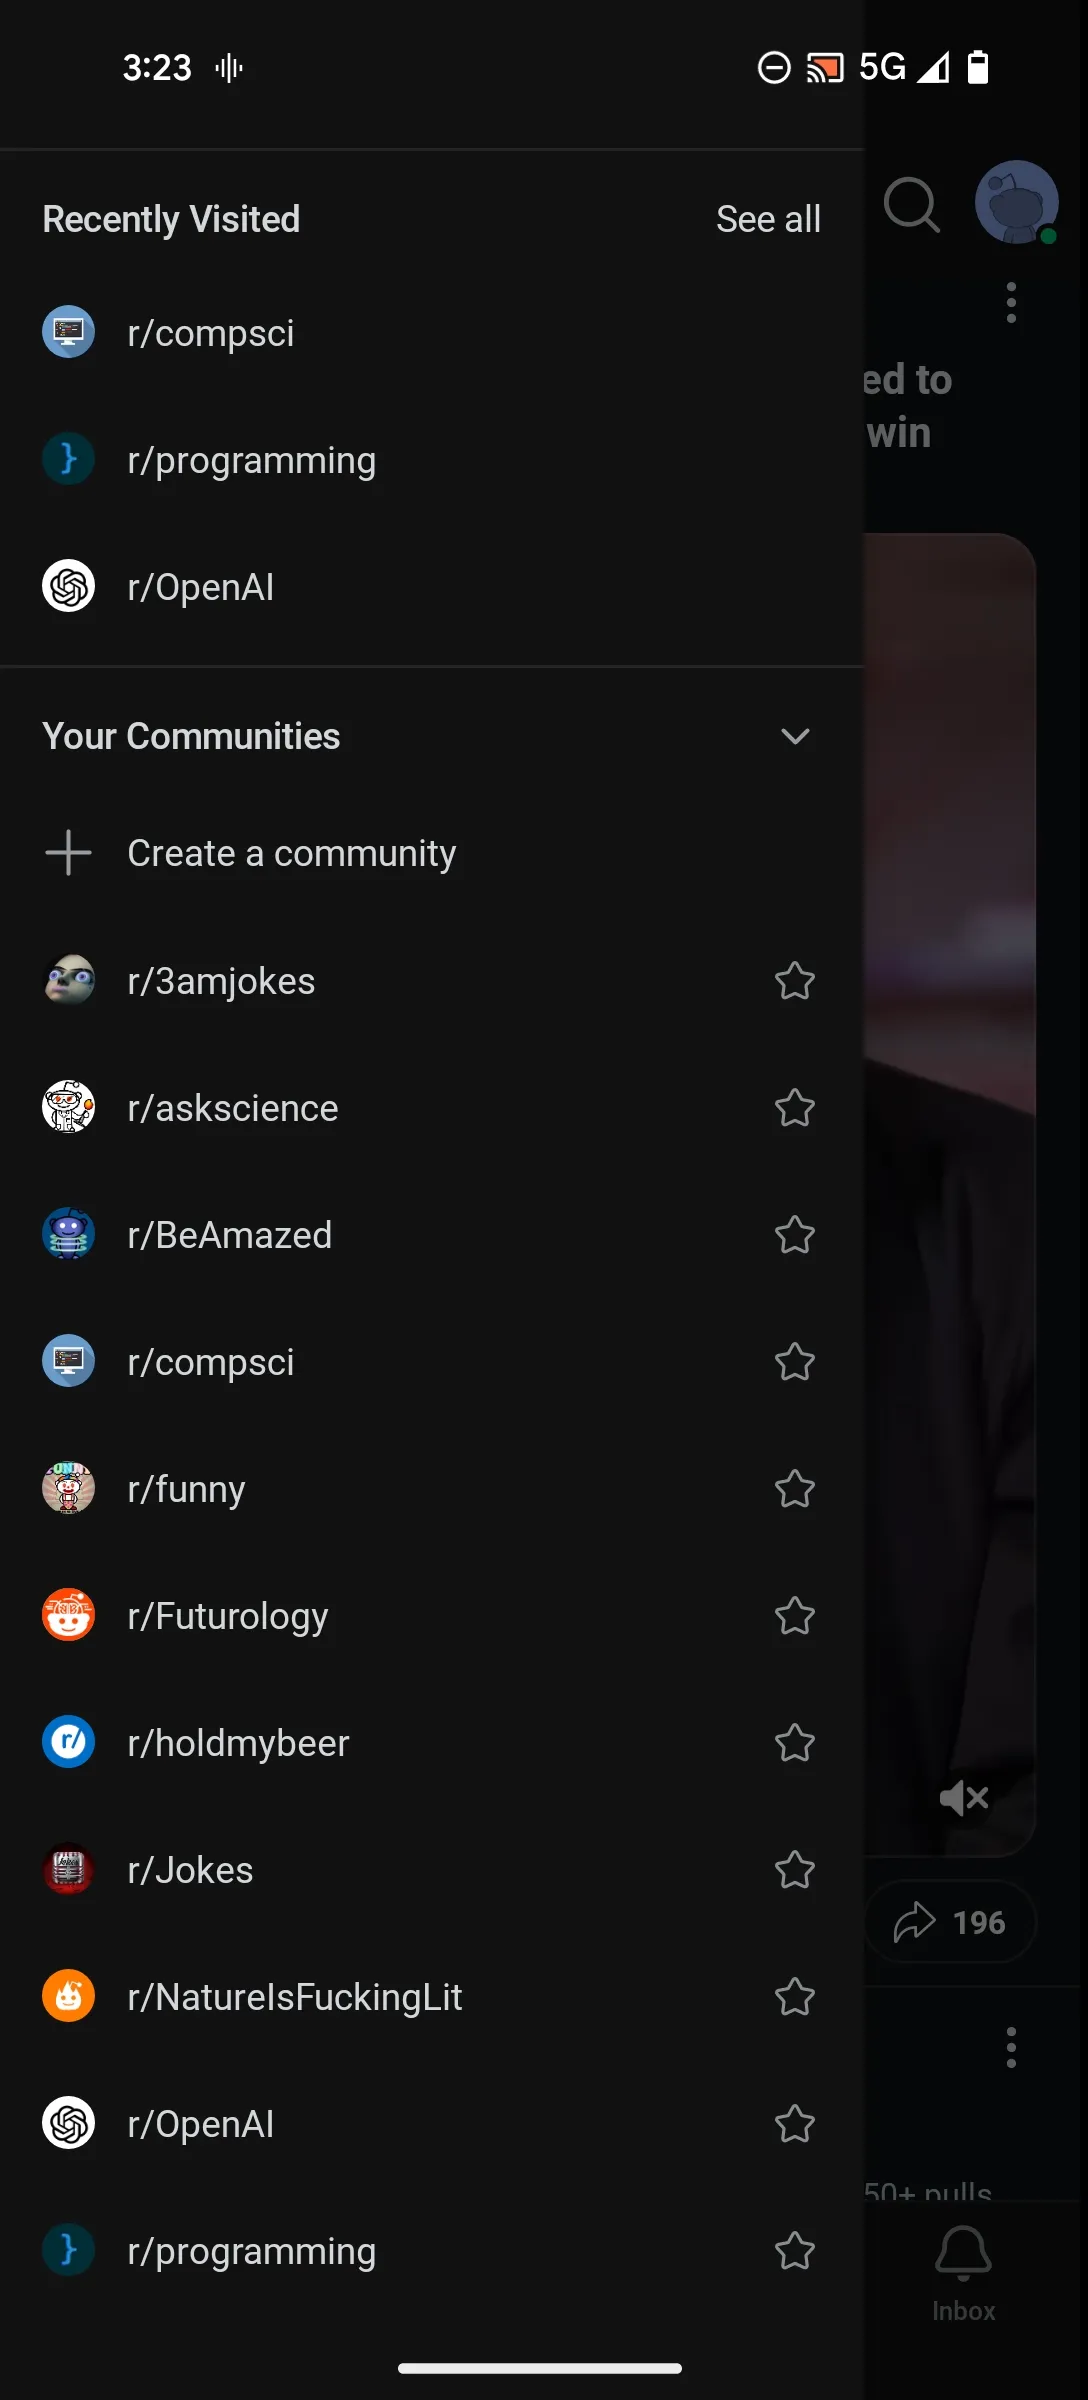 3:23
5G
Recently Visited
See all
r/compsci
r/programming
r/OpenAI
ed to
win
Your Communities
Create a community
r/3amjokes
r/askscience
r/BeAmazed
r/compsci
r/funny
r/Futurology
r/holdmybeer
r/Jokes
196
r/NatureIsFuckingLit
r/OpenAI
50+ pulls
r/programming
Inbox